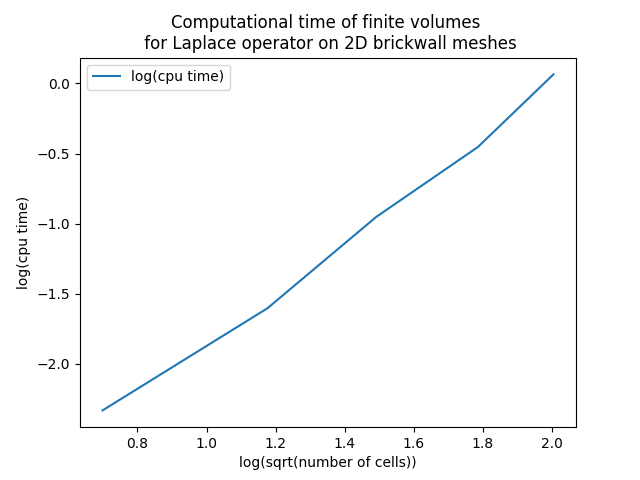 Computational time of finite volumes
for Laplace operator on 2D brickwall meshes
log(cpu time)
0.0
−0.5
−1.0
−1.5
−2.0
log(cpu time)
0.8 1.0 1.2 1.4 1.6 1.8 2.0
log(sqrt(number of cells))